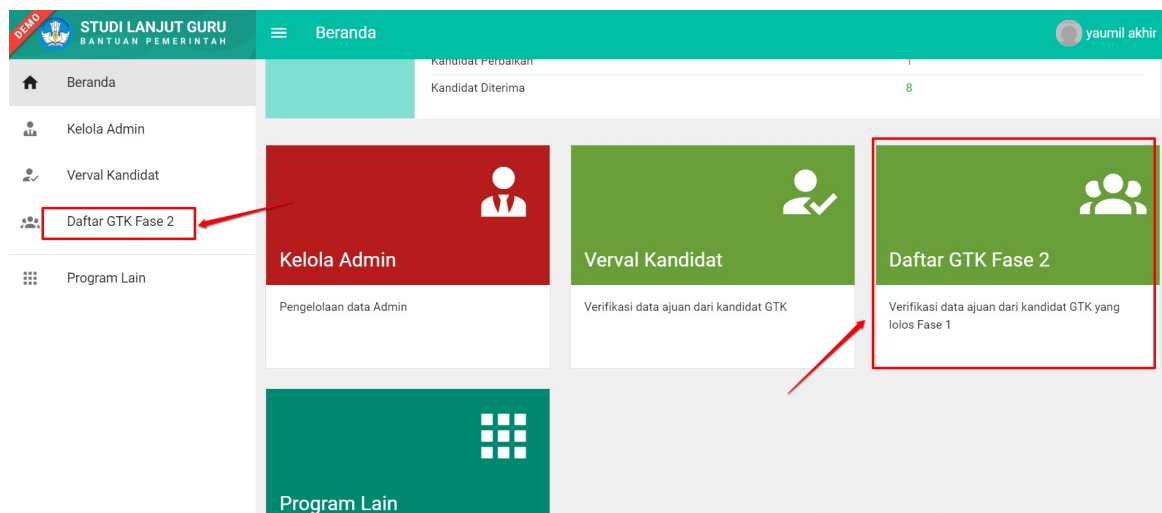 DEMO
STUDI LANJUT GURU
BANTUAN PEMERINTAH
Beranda
yaumil akhir
Beranda
Kelola Admin
Verval Kandidat
Daftar GTK Fase 2
Program Lain
Kandidat Perbaikan 1
Kandidat Diterima 8
Kelola Admin
Pengelolaan data Admin
Verval Kandidat
Verifikasi data ajuan dari kandidat GTK
Daftar GTK Fase 2
Verifikasi data ajuan dari kandidat GTK yang
lolos Fase 1
Program Lain